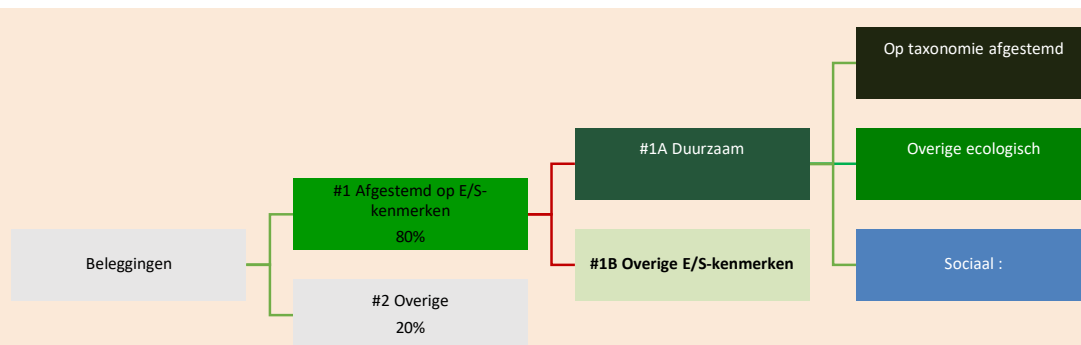 Op taxonomie afgestemd
#1A Duurzaam
Overige ecologisch
#1 Afgestemd op E/S-
kenmerken
80%
Beleggingen
#1B Overige E/S-kenmerken
Sociaal :
#2 Overige
20%